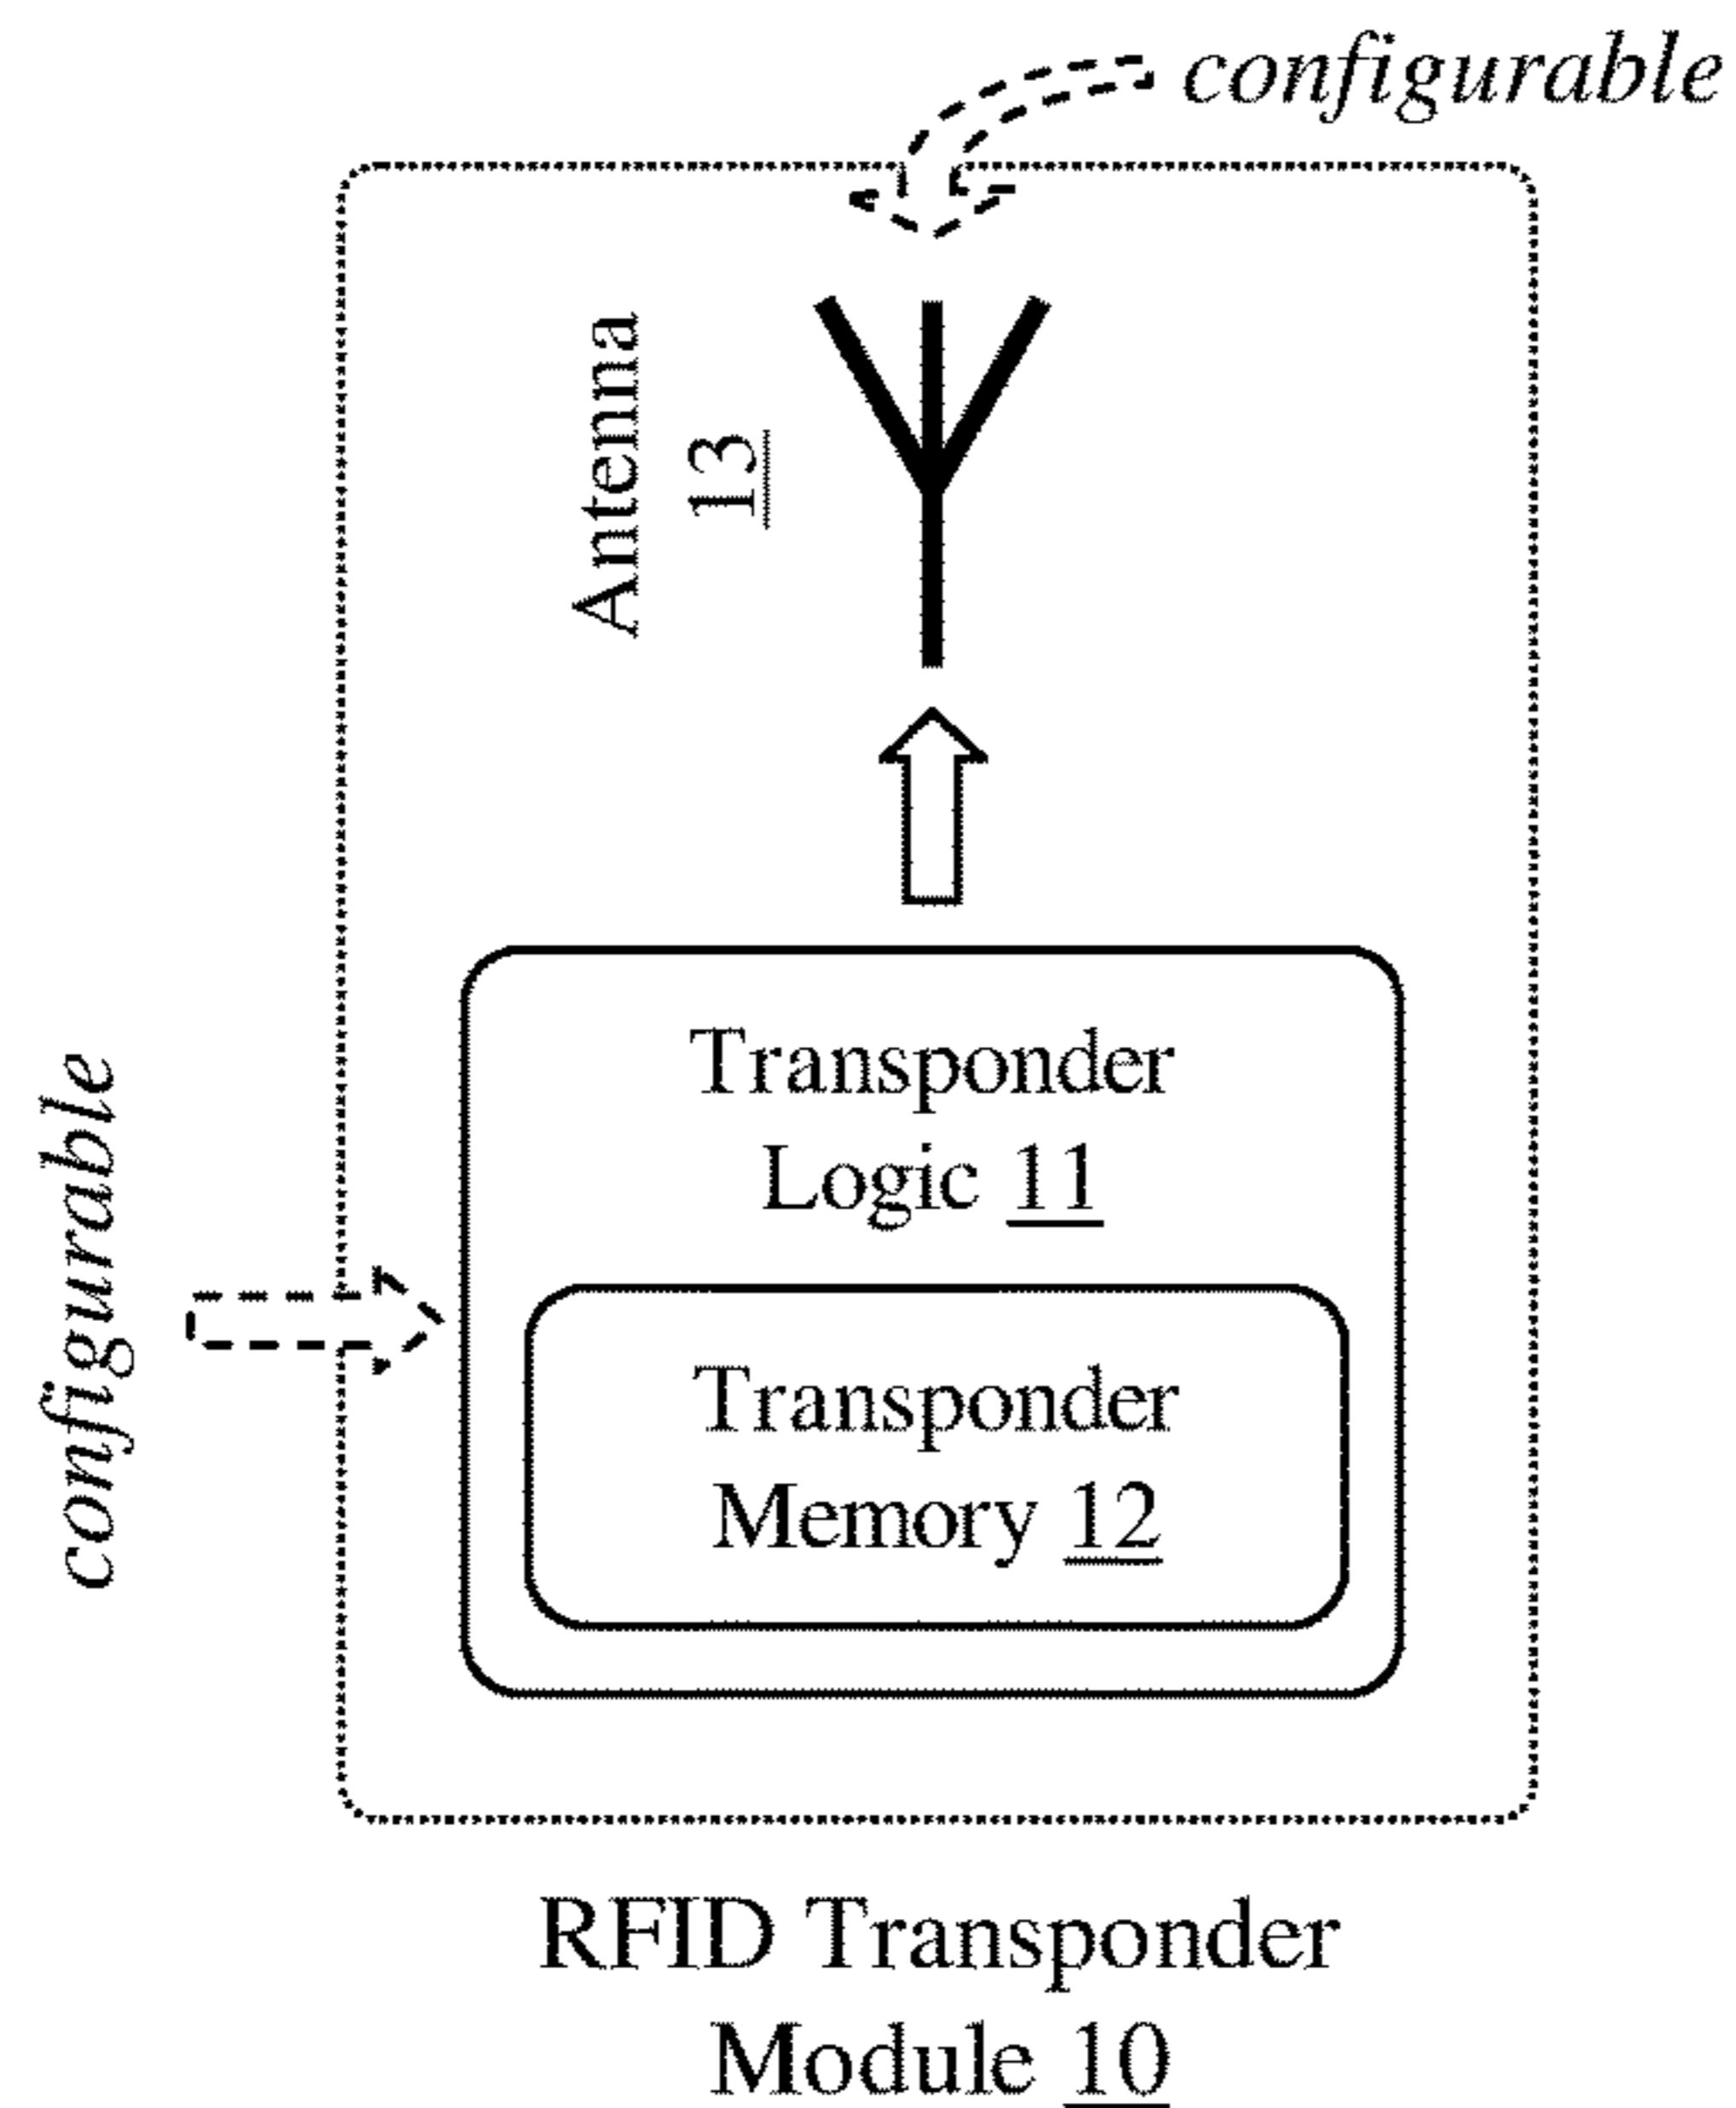 configurable
Antenna
13
Transponder
Logic 11
configurable
Transponder
Memory 12
RFID Transponder
Module 10